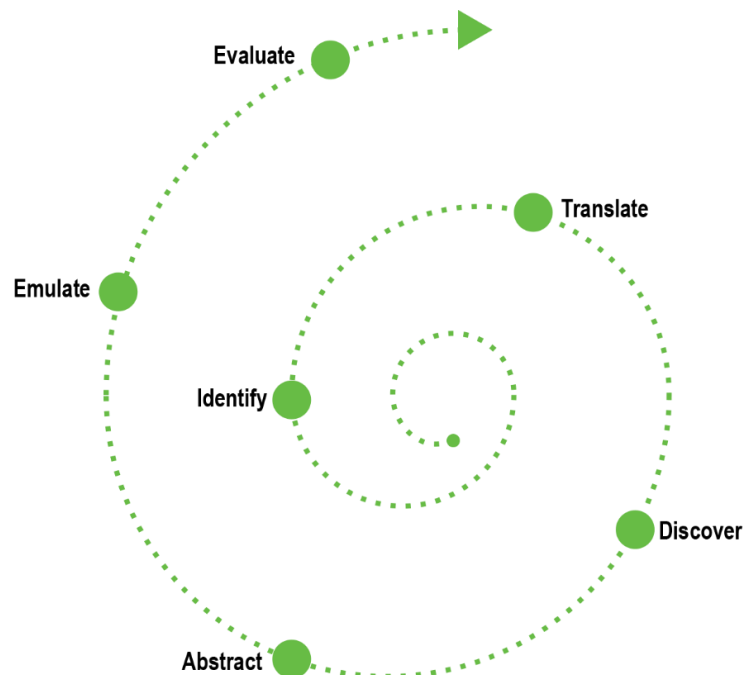 Evaluate
Translate
Emulate
Identify
Discover
Abstract